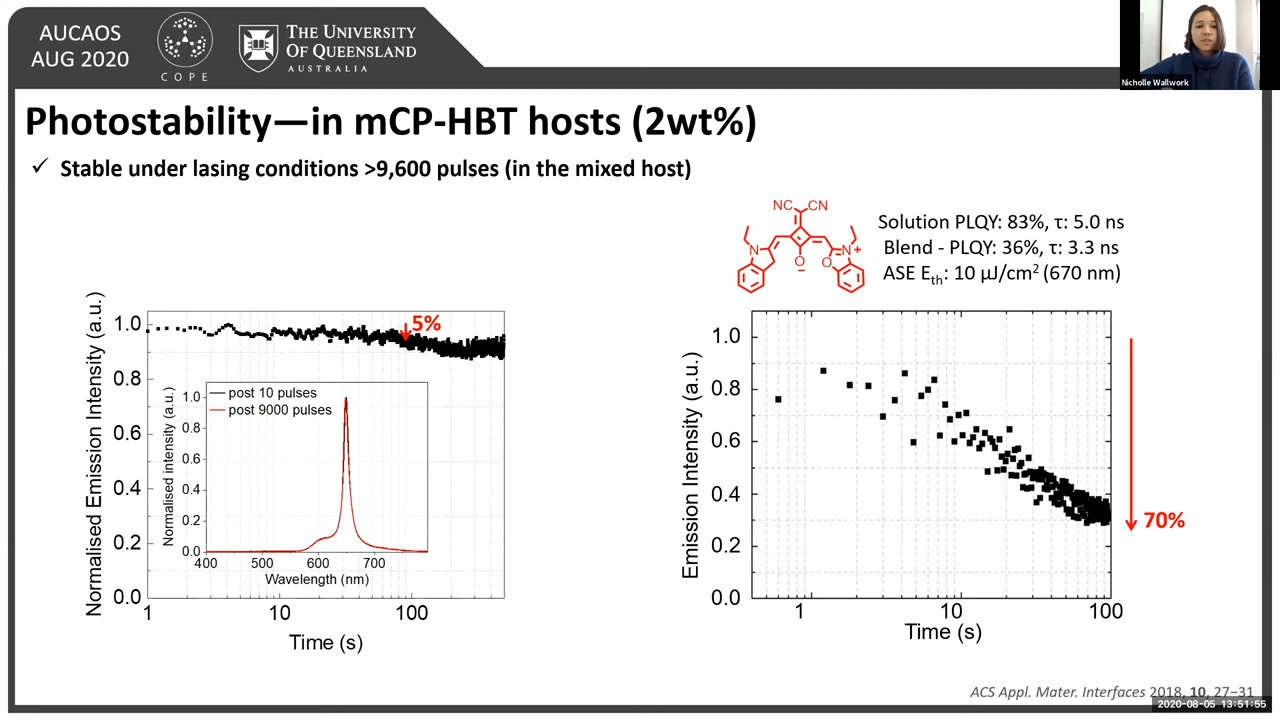 AUCAOS
AUG 2020
COPE
THE UNIVERSITY
OF QUEENSLAND
AUSTRALIA
Nicholle Wallwork
Photostability—in mCP-HBT hosts (2wt%)
✓ Stable under lasing conditions >9,600 pulses (in the mixed host)
NC CN
N N+
O O
−
Solution PLQY: 83%, τ: 5.0 ns
Blend - PLQY: 36%, τ: 3.3 ns
ASE Eth: 10 µJ/cm² (670 nm)
Normalised Emission Intensity (a.u.)
1.0
0.8
0.6
0.4
0.2
0.0
1 10 100
Time (s)
5%
Normalised intensity (a.u.)
1.0
0.8
0.6
0.4
0.2
0.0
post 10 pulses
post 9000 pulses
400 500 600 700
Wavelength (nm)
Emission Intensity (a.u.)
1.0
0.8
0.6
0.4
0.2
0.0
1 10 100
Time (s)
70%
ACS Appl. Mater. Interfaces 2018, 10, 27−31
2020-08-05 13:51:55